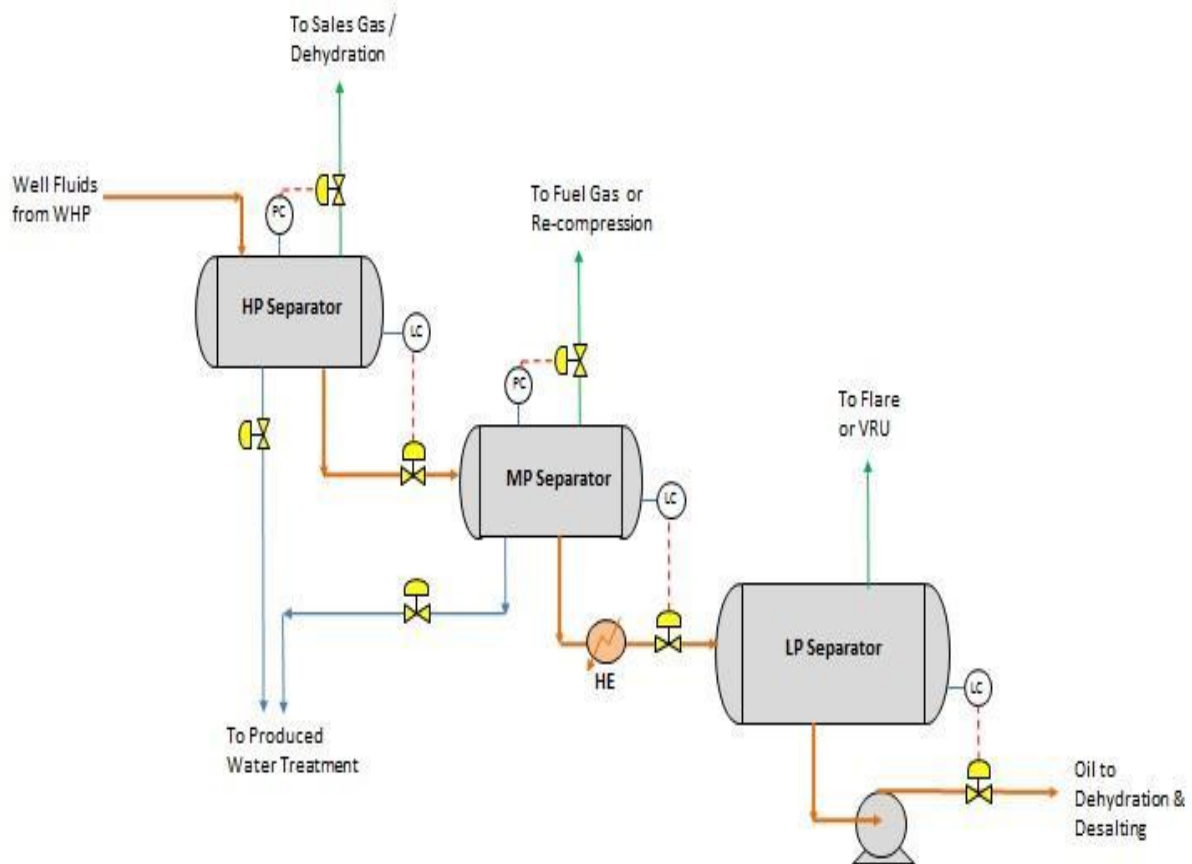 To Sales Gas /
Dehydration
Well Fluids
from WHP
PC
To Fuel Gas or
Re-compression
HP Separator
LC
PC
To Flare
or VRU
MP Separator
LC
LP Separator
HE
LC
To Produced
Water Treatment
Oil to
Dehydration &
Desalting